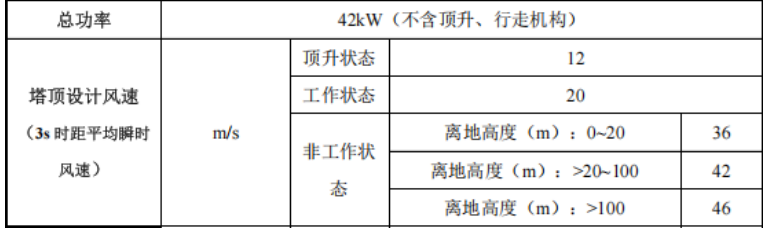 总功率 42kW（不含顶升、行走机构）
塔顶设计风速
（3s 时距平均瞬时
风速）
m/s
顶升状态 12
工作状态 20
非工作状
态
离地高度（m）：0~20 36
离地高度（m）：>20~100 42
离地高度（m）：>100 46